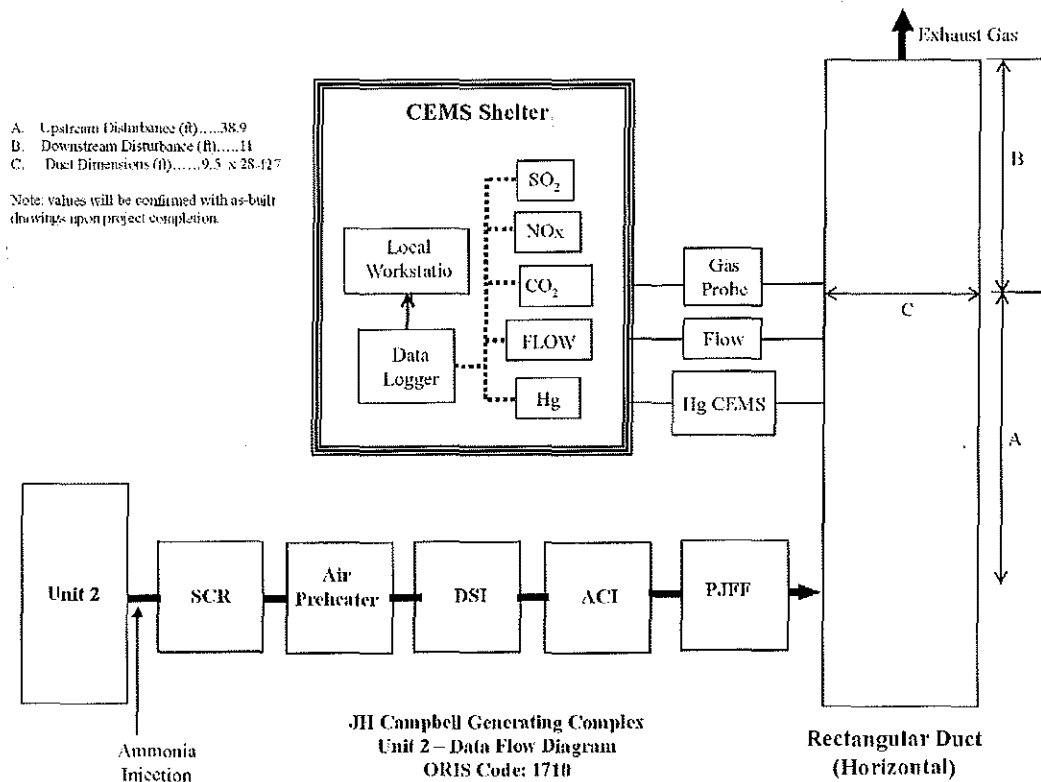 Exhaust Gas
CEMS Shelter
A. Upstream Disturbance (ft).....38.9
B. Downstream Disturbance (ft).....11
C. Duct Dimensions (ft)......9.5 x
Note: values will be confirmed with as-built
drawings upon project completion.
SO2
NOx
CO2
FLOW
Hg
Local
Workstatio
Data
Logger
Gas
Probe
Flow
Hg CEMS
B
C
A
Unit 2
SCR
Air
Preheater
DSI
ACI
PJFF
Ammonia
Injection
JH Campbell Generating Complex
Unit 2 – Data Flow Diagram
ORIS Code: 1710
Rectangular Duct
(Horizontal)